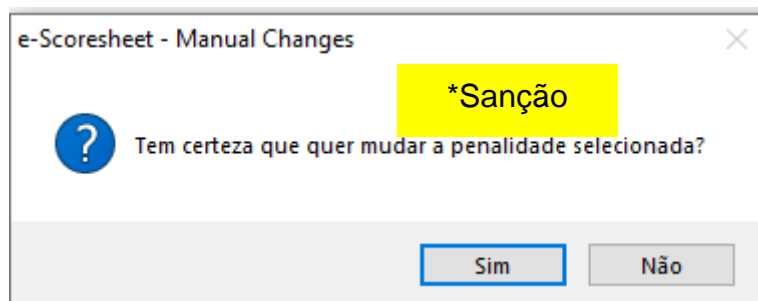 e-Scoresheet - Manual Changes
*Sanção
Tem certeza que quer mudar a penalidade selecionada?
Sim
Não